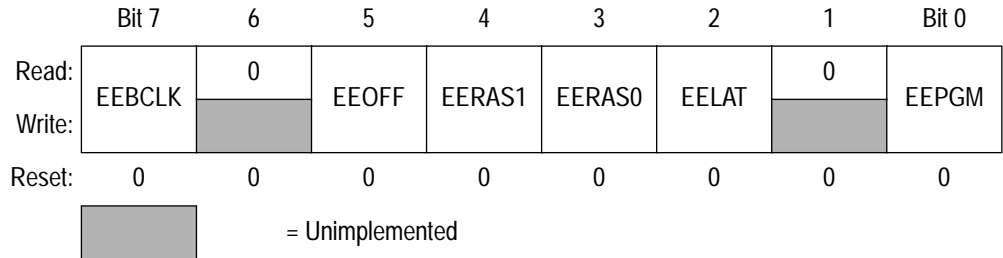 Bit 7 6 5 4 3 2 1 Bit 0
Read: EEBCLK 0 EEOFF EERAS1 EERAS0 EELAT 0 EEPGM
Write:
Reset: 0 0 0 0 0 0 0 0
= Unimplemented